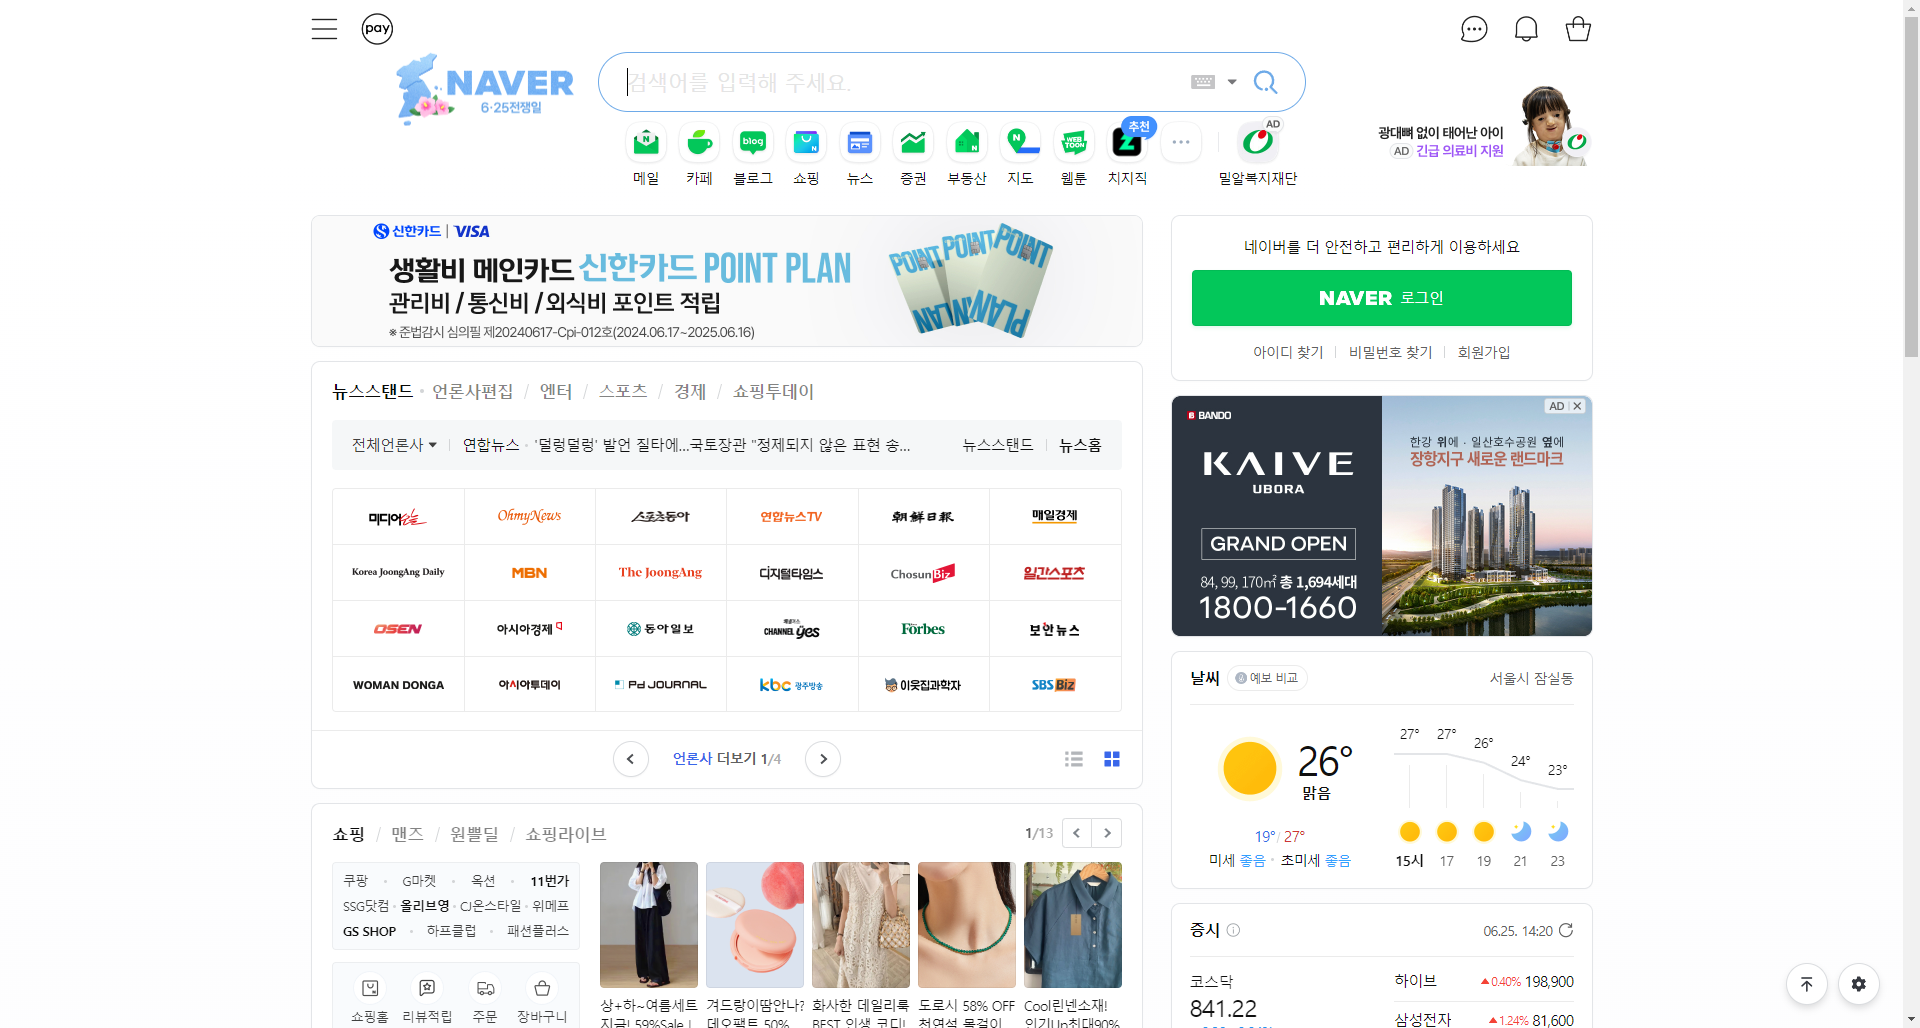 pay
NAVER
6·25전쟁일
검색어를 입력해 주세요.
메일
카페
blog
블로그
쇼핑
뉴스
증권
부동산
지도
WEB
TOON
웹툰
추천
치지직
AD
밀알복지재단
광대뼈 없이 태어난 아이
AD 긴급 의료비 지원
신한카드 | VISA
생활비 메인카드 신한카드 POINT PLAN
관리비 / 통신비 / 외식비 포인트 적립
※ 준법감시 심의필 제20240617-Cpi-012호(2024.06.17~2025.06.16)
POINT POINT POINT
PLAN PLAN
네이버를 더 안전하고 편리하게 이용하세요
NAVER 로그인
아이디 찾기 비밀번호 찾기 회원가입
뉴스스탠드 · 언론사편집 / 엔터 / 스포츠 / 경제 / 쇼핑투데이
전체언론사 연합뉴스 · '덜렁덜렁' 발언 질타에...국토장관 "정제되지 않은 표현 송... 뉴스스탠드 뉴스홈
미디어오늘 OhmyNews 스포츠동아 연합뉴스TV 朝鮮日報 매일경제
Korea JoongAng Daily MBN The JoongAng 디지털타임스 ChosunBiz 일간스포츠
OSEN 아시아경제 동아일보 채널예스 CHANNEL yes Forbes 보안뉴스
WOMAN DONGA 아시아투데이 Pd JOURNAL kbc 광주방송 이웃집과학자 SBS Biz
언론사 더보기 1/4
AD
BANDO
KAIVE
UBORA
GRAND OPEN
84, 99, 170㎡ 총 1,694세대
1800-1660
한강 위에 · 일산호수공원 옆에
장항지구 새로운 랜드마크
날씨 예보 비교 서울시 잠실동
26°
맑음
19°/ 27°
미세 좋음 · 초미세 좋음
27° 27° 26° 24° 23°
15시 17 19 21 23
쇼핑 / 맨즈 / 원쁠딜 / 쇼핑라이브
1/13
쿠팡 · G마켓 · 옥션 · 11번가
SSG닷컴 · 올리브영 · CJ온스타일 · 위메프
GS SHOP · 하프클럽 · 패션플러스
쇼핑홈 리뷰적립 주문 장바구니
상+하~여름세트
지금! 59%Sale !
겨드랑이땀안나?
데오팩트 50%
화사한 데일리룩
BEST 인생 코디!
도로시 58% OFF
천연석 목걸이
Cool린넨소재!
인기Up최대90%
증시
06.25. 14:20
코스닥
841.22
하이브 0.40% 198,900
삼성전자 1.24% 81,600